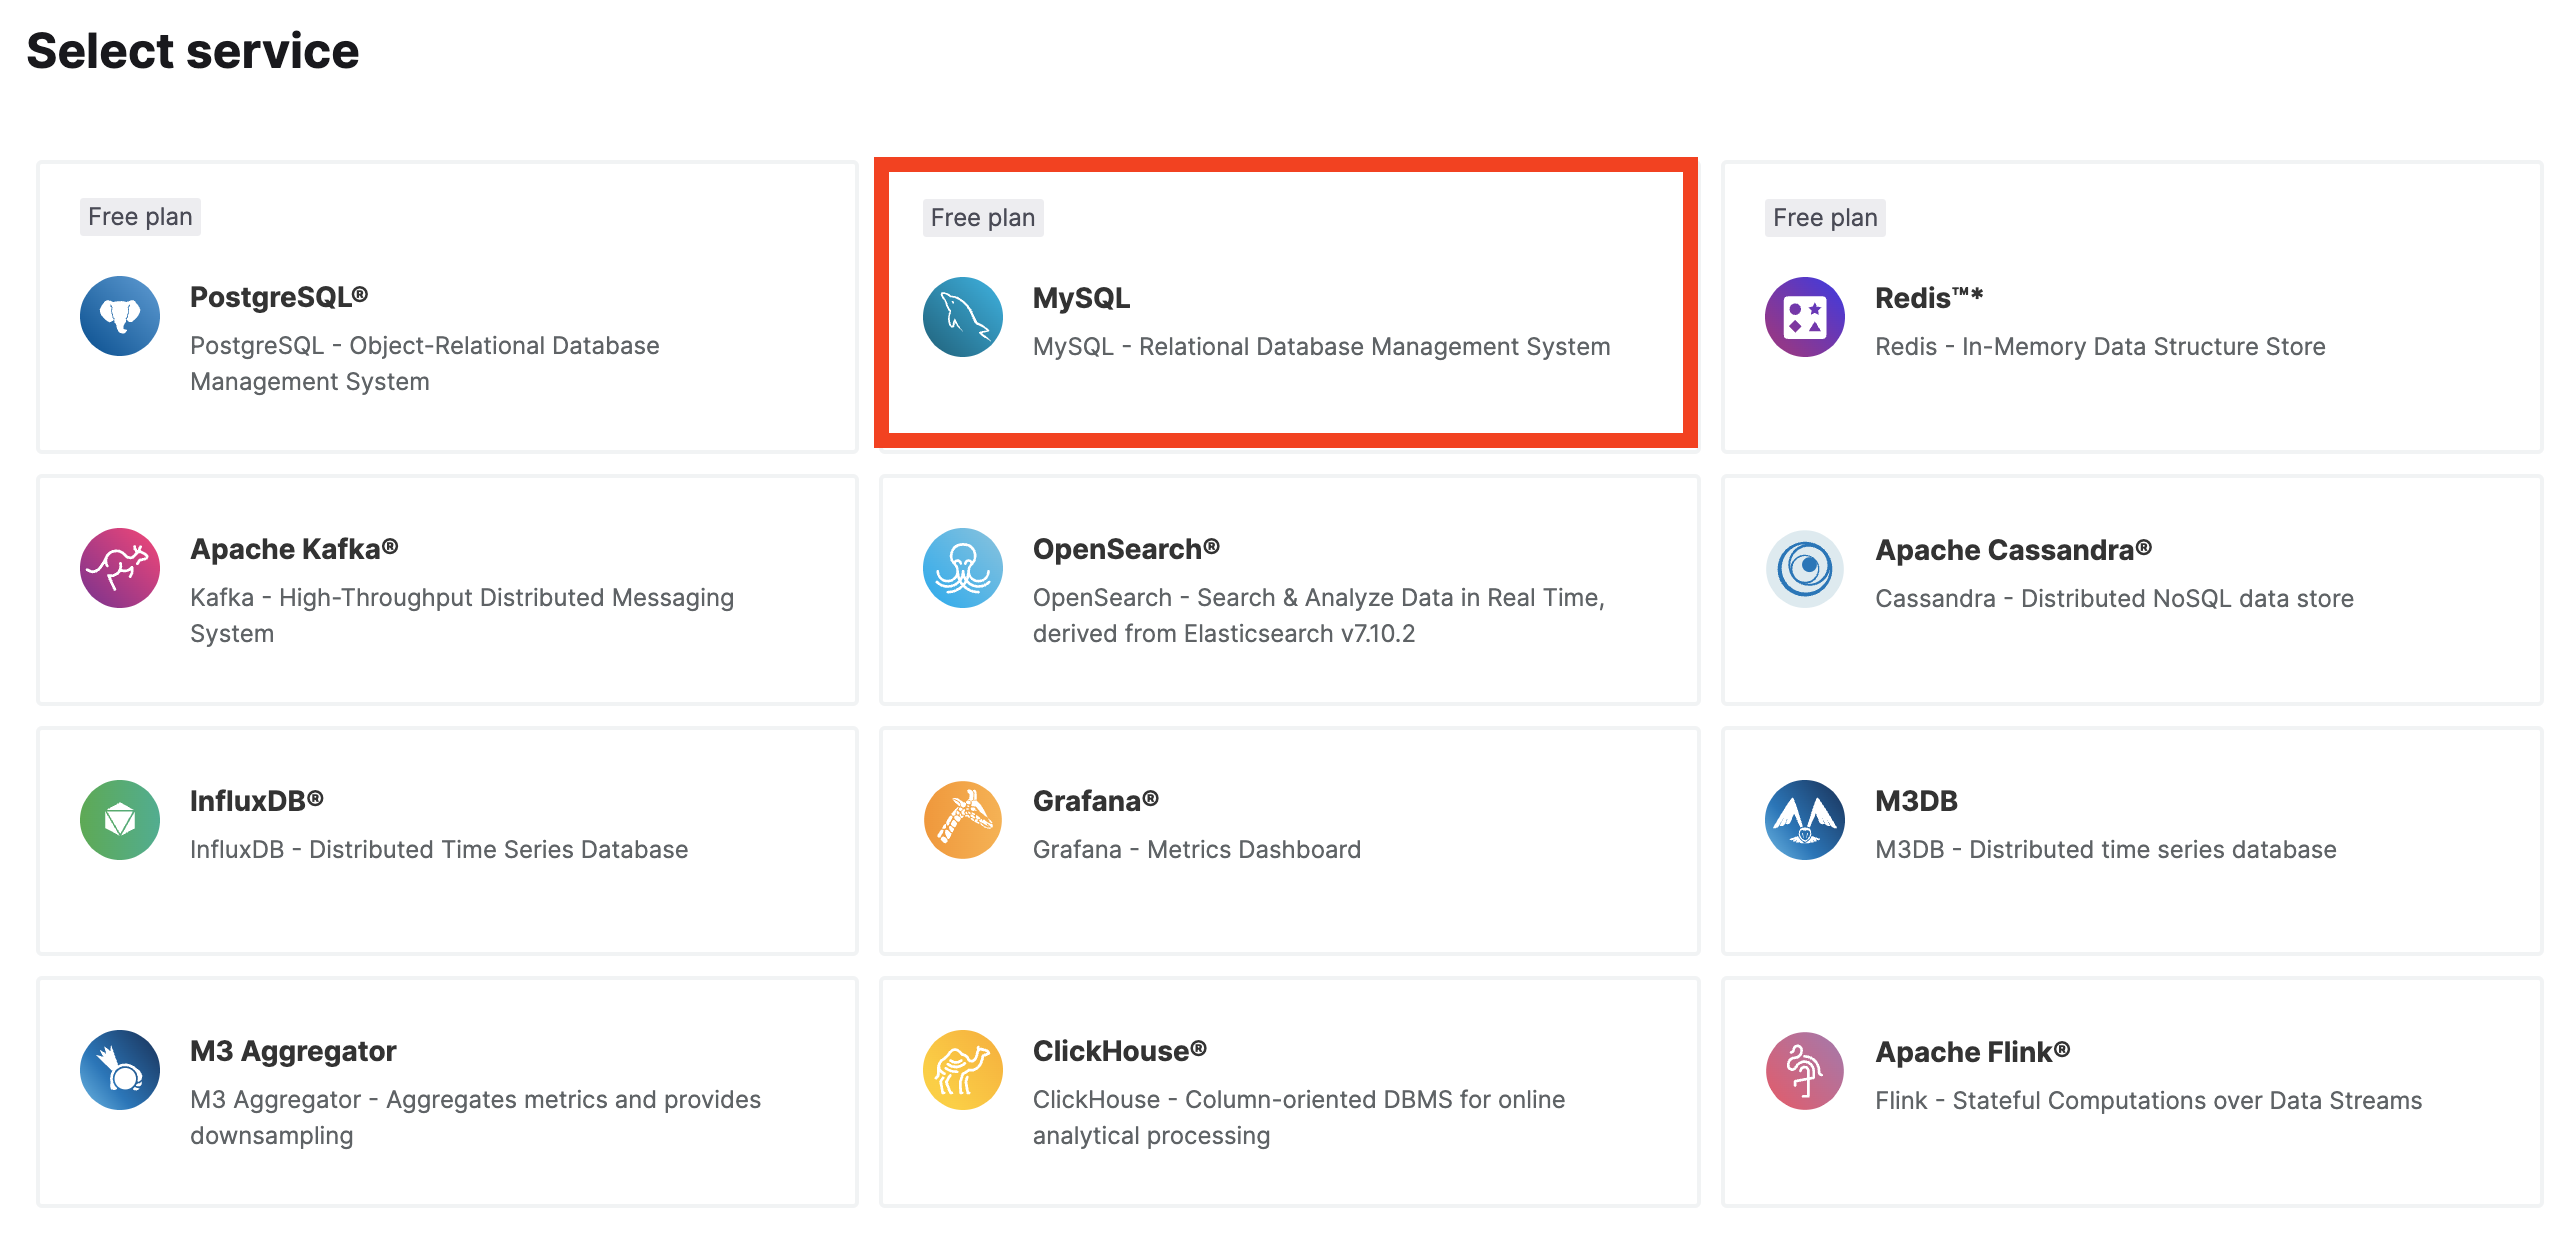 Select service
Free plan
PostgreSQL®
PostgreSQL - Object-Relational Database
Management System
Free plan
MySQL
MySQL - Relational Database Management System
Free plan
Redis™*
Redis - In-Memory Data Structure Store
Apache Kafka®
Kafka - High-Throughput Distributed Messaging
System
OpenSearch®
OpenSearch - Search & Analyze Data in Real Time,
derived from Elasticsearch v7.10.2
Apache Cassandra®
Cassandra - Distributed NoSQL data store
InfluxDB®
InfluxDB - Distributed Time Series Database
Grafana®
Grafana - Metrics Dashboard
M3DB
M3DB - Distributed time series database
M3 Aggregator
M3 Aggregator - Aggregates metrics and provides
downsampling
ClickHouse®
ClickHouse - Column-oriented DBMS for online
analytical processing
Apache Flink®
Flink - Stateful Computations over Data Streams